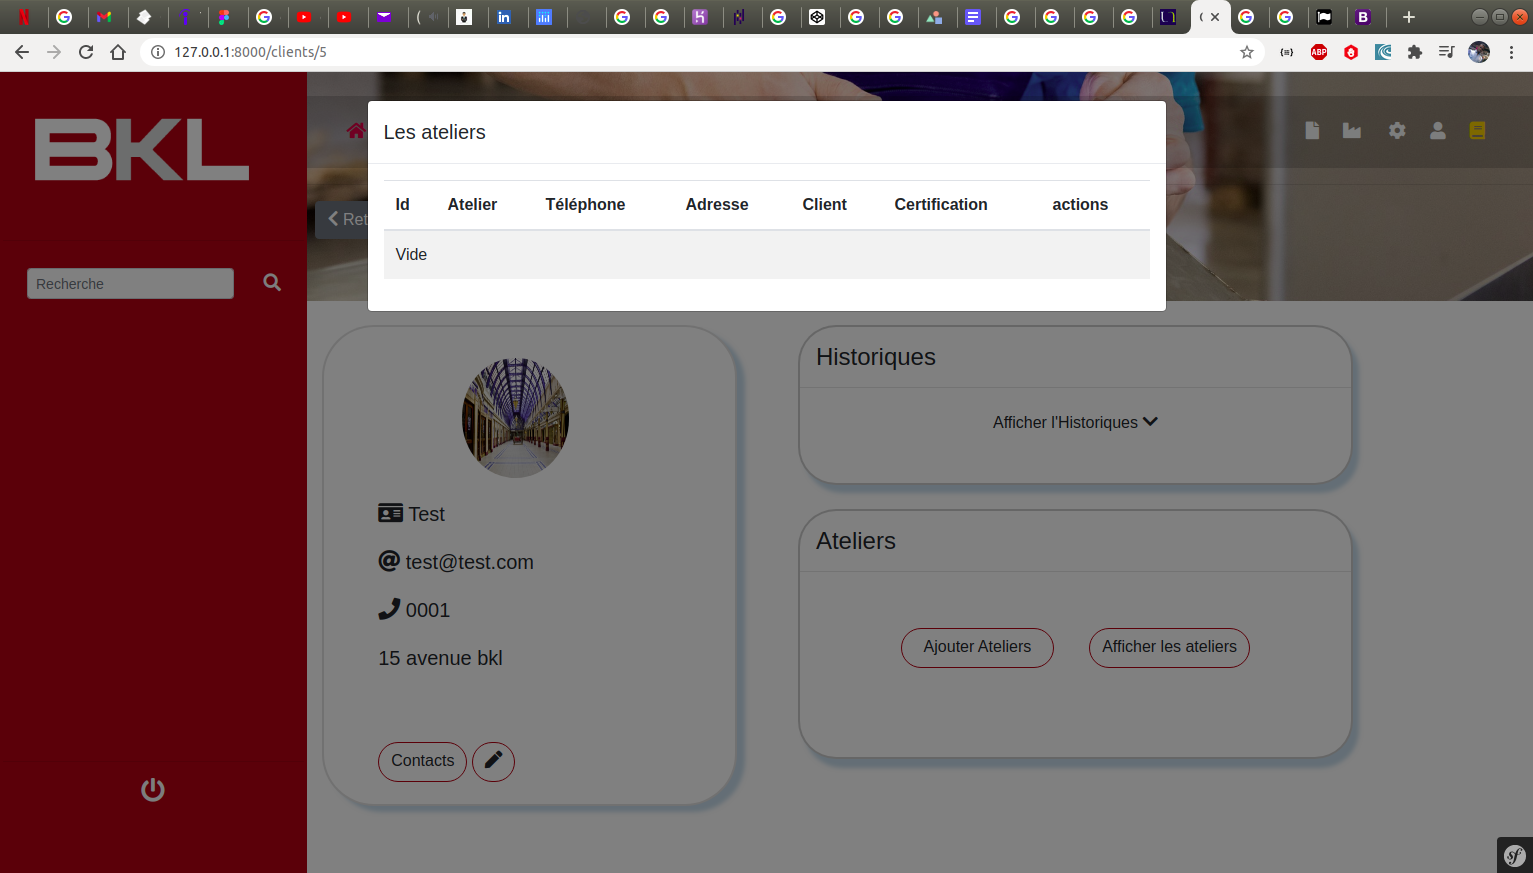 127.0.0.1:8000/clients/5
ABP
BKL
Recherche
Ret
Les ateliers
Id Atelier Téléphone Adresse Client Certification actions
Vide
Test
test@test.com
0001
15 avenue bkl
Contacts
Historiques
Afficher l'Historiques
Ateliers
Ajouter Ateliers Afficher les ateliers
sf